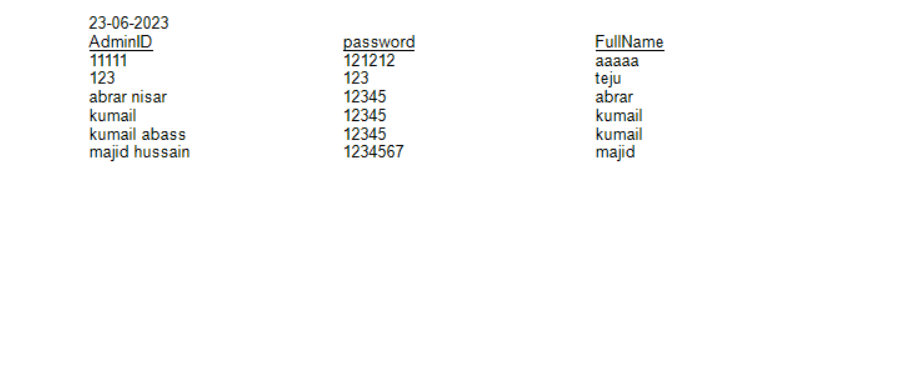 23-06-2023
AdminID password FullName
11111 121212 aaaaa
123 123 teju
abrar nisar 12345 abrar
kumail 12345 kumail
kumail abass 12345 kumail
majid hussain 1234567 majid